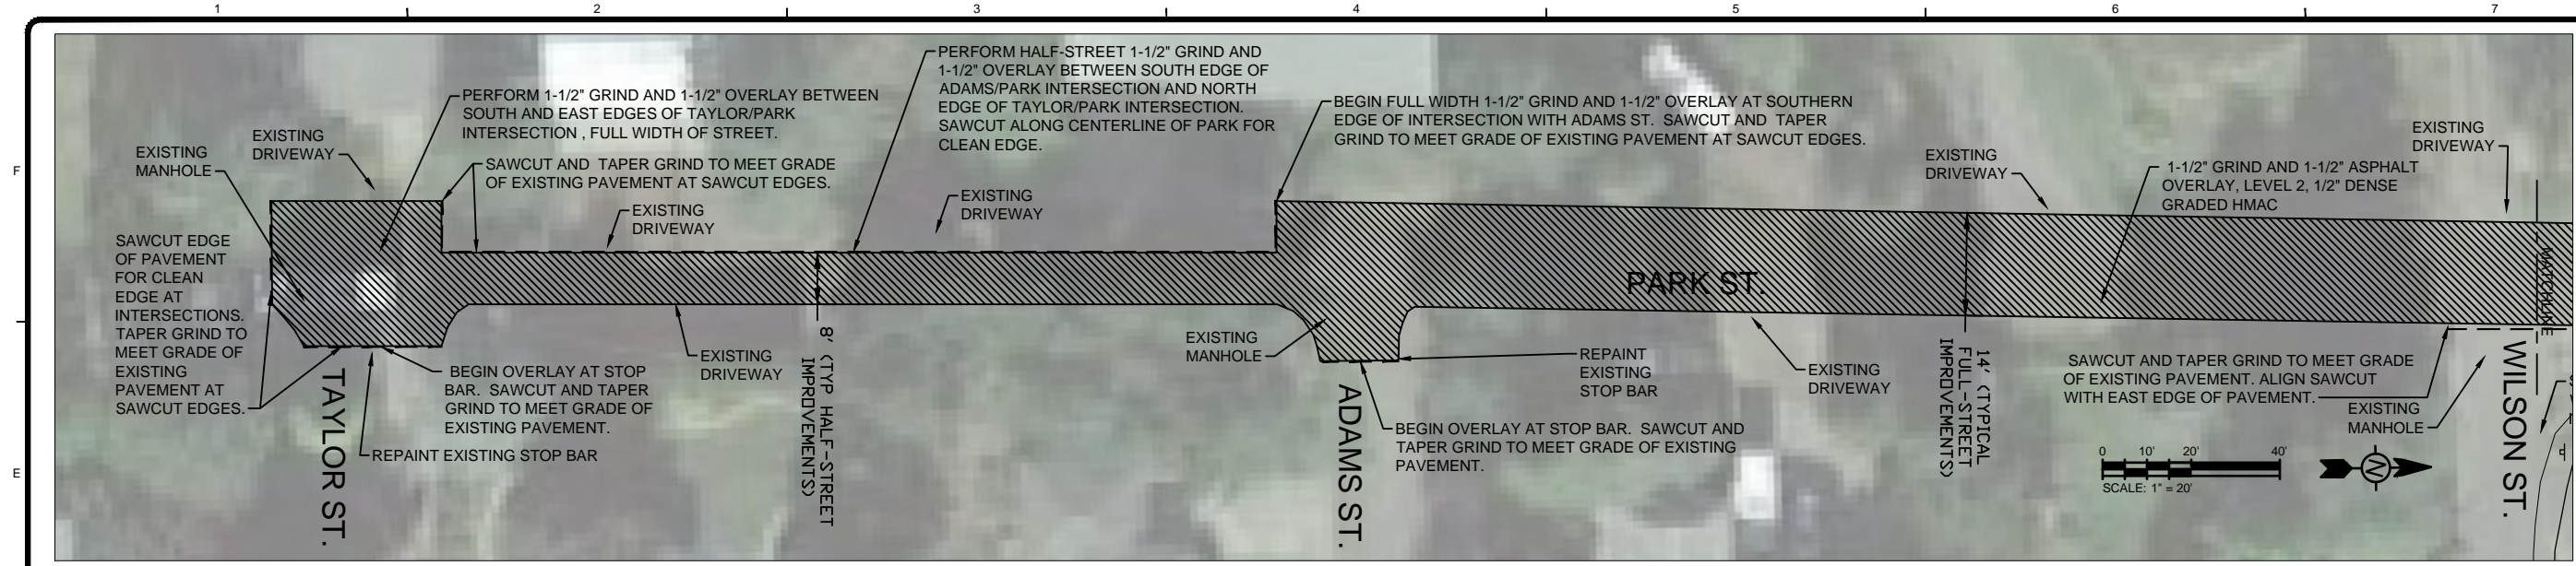 1 2 3 4 5 6 7
F
E
PERFORM 1-1/2" GRIND AND 1-1/2" OVERLAY BETWEEN
SOUTH AND EAST EDGES OF TAYLOR/PARK
INTERSECTION , FULL WIDTH OF STREET.
EXISTING
DRIVEWAY
EXISTING
MANHOLE
SAWCUT AND TAPER GRIND TO MEET GRADE
OF EXISTING PAVEMENT AT SAWCUT EDGES.
EXISTING
DRIVEWAY
PERFORM HALF-STREET 1-1/2" GRIND AND
1-1/2" OVERLAY BETWEEN SOUTH EDGE OF
ADAMS/PARK INTERSECTION AND NORTH
EDGE OF TAYLOR/PARK INTERSECTION.
SAWCUT ALONG CENTERLINE OF PARK FOR
CLEAN EDGE.
EXISTING
DRIVEWAY
BEGIN FULL WIDTH 1-1/2" GRIND AND 1-1/2" OVERLAY AT SOUTHERN
EDGE OF INTERSECTION WITH ADAMS ST. SAWCUT AND TAPER
GRIND TO MEET GRADE OF EXISTING PAVEMENT AT SAWCUT EDGES.
EXISTING
DRIVEWAY
1-1/2" GRIND AND 1-1/2" ASPHALT
OVERLAY, LEVEL 2, 1/2" DENSE
GRADED HMAC
EXISTING
DRIVEWAY
SAWCUT EDGE
OF PAVEMENT
FOR CLEAN
EDGE AT
INTERSECTIONS.
TAPER GRIND TO
MEET GRADE OF
EXISTING
PAVEMENT AT
SAWCUT EDGES.
TAYLOR ST.
BEGIN OVERLAY AT STOP
BAR. SAWCUT AND TAPER
GRIND TO MEET GRADE OF
EXISTING PAVEMENT.
REPAINT EXISTING STOP BAR
EXISTING
DRIVEWAY
8' (TYP HALF-STREET
IMPROVEMENTS)
EXISTING
MANHOLE
ADAMS ST.
REPAINT
EXISTING
STOP BAR
BEGIN OVERLAY AT STOP BAR. SAWCUT AND
TAPER GRIND TO MEET GRADE OF EXISTING
PAVEMENT.
PARK ST.
EXISTING
DRIVEWAY
14' (TYPICAL
FULL-STREET
IMPROVEMENTS)
SAWCUT AND TAPER GRIND TO MEET GRADE
OF EXISTING PAVEMENT. ALIGN SAWCUT
WITH EAST EDGE OF PAVEMENT.
EXISTING
MANHOLE
MATCHLINE
WILSON ST.
0 10' 20' 40'
SCALE: 1" = 20'
N